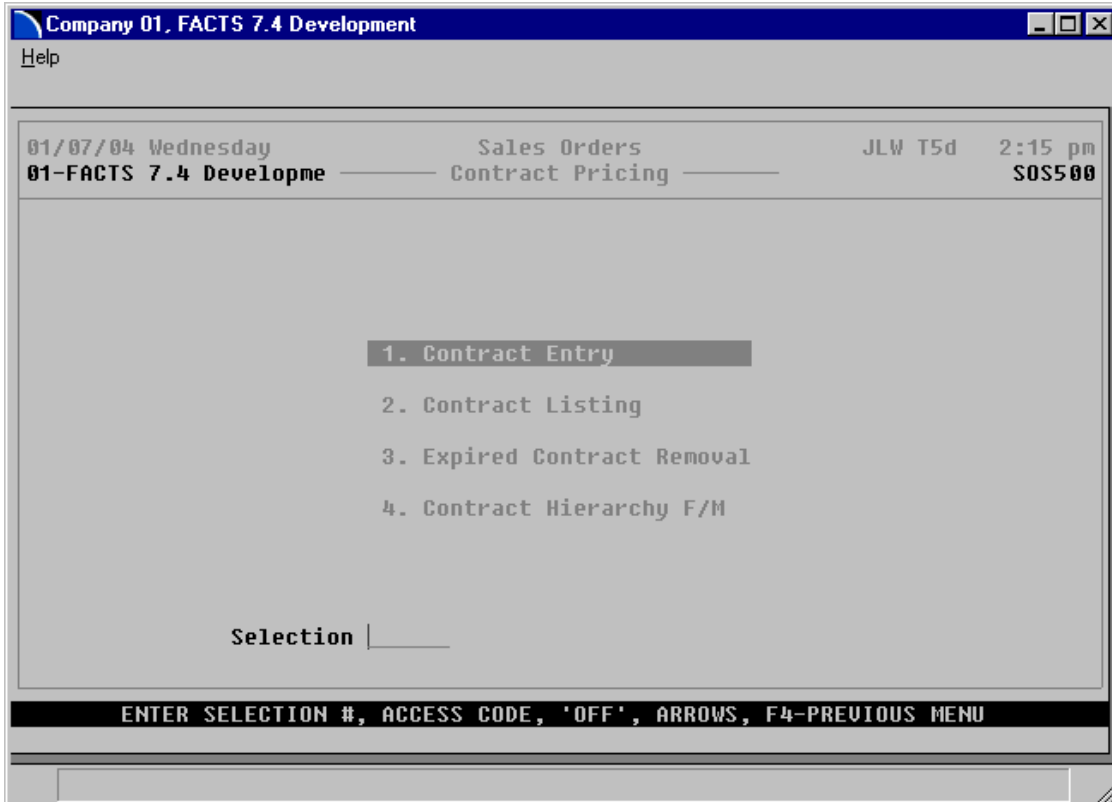 Company 01, FACTS 7.4 Development
Help
01/07/04 Wednesday Sales Orders JLW T5d 2:15 pm
01-FACTS 7.4 Developme Contract Pricing SOS500
1. Contract Entry
2. Contract Listing
3. Expired Contract Removal
4. Contract Hierarchy F/M
Selection
ENTER SELECTION #, ACCESS CODE, 'OFF', ARROWS, F4-PREVIOUS MENU